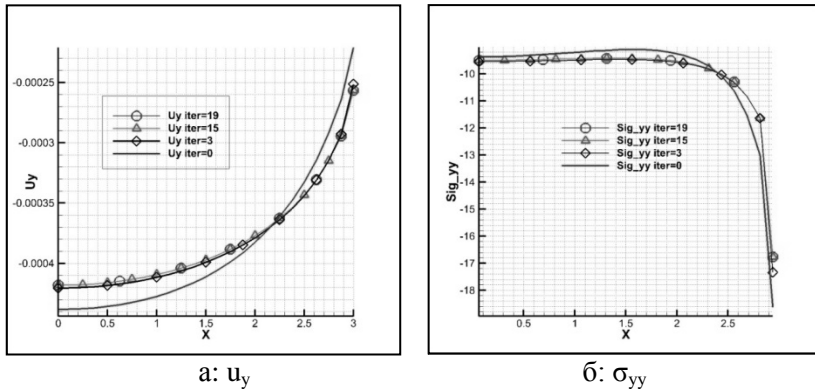 -0.00025
-0.0003
-0.00035
-0.0004
Uy
Uy iter=19
Uy iter=15
Uy iter=3
Uy iter=0
0
0.5
1
1.5
2
2.5
3
X
-9
-10
-11
-12
-13
-14
-15
-16
-17
-18
Sig_yy
Sig_yy iter=19
Sig_yy iter=15
Sig_yy iter=3
Sig_yy iter=0
0.5
1
1.5
2
2.5
X
а: uy
б: σyy